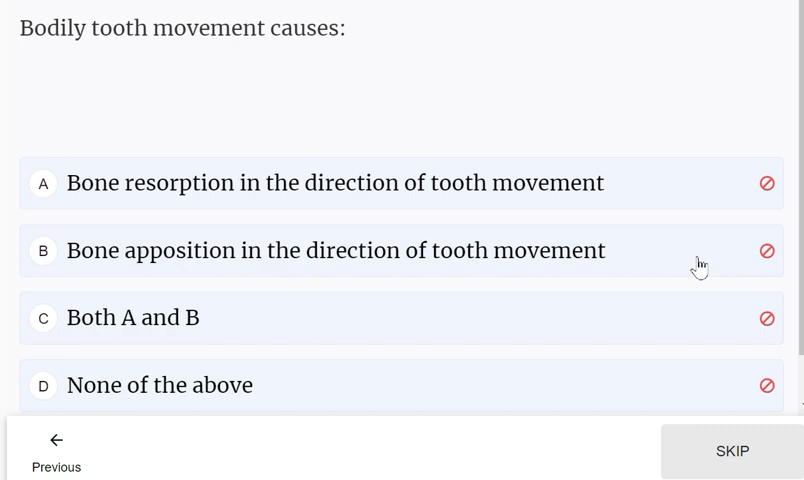 Bodily tooth movement causes:
A Bone resorption in the direction of tooth movement
B Bone apposition in the direction of tooth movement
C Both A and B
D None of the above
Previous
SKIP